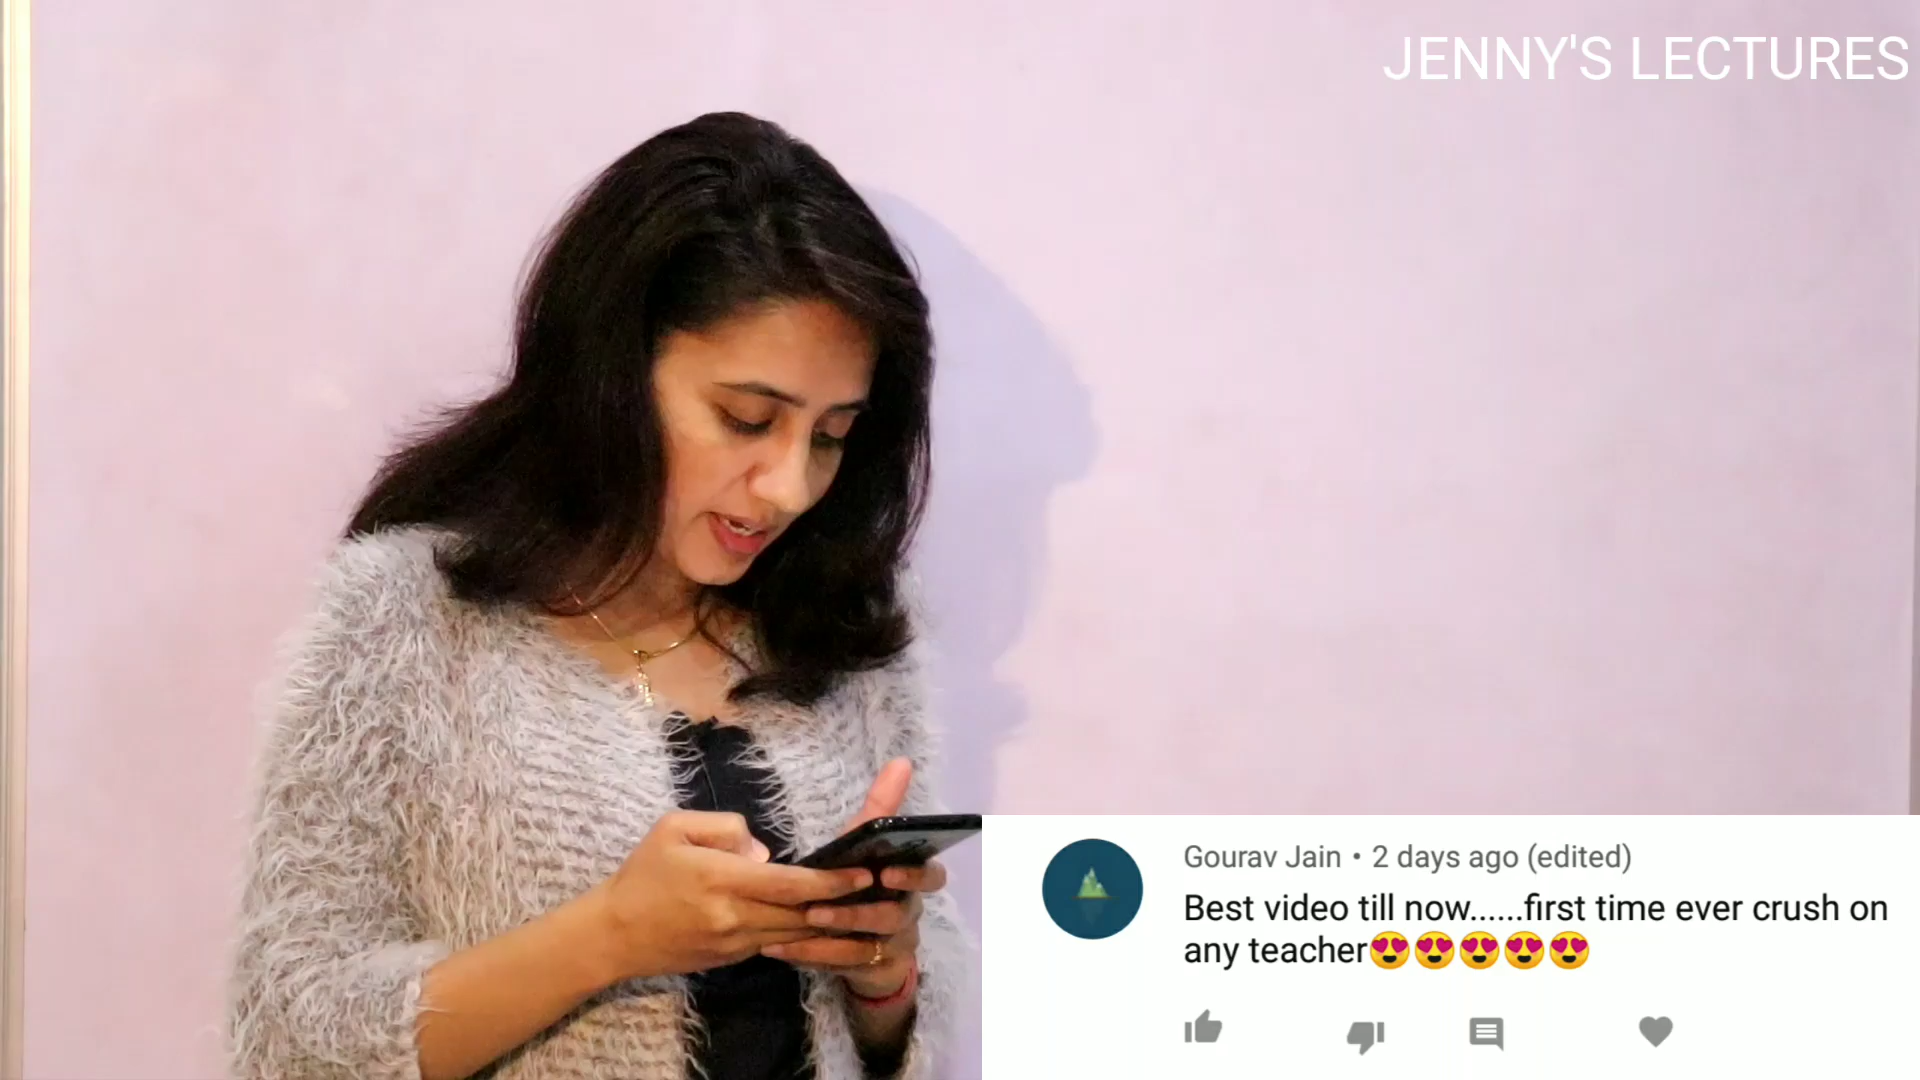 JENNY'S LECTURES
Gourav Jain • 2 days ago (edited)
Best video till now......first time ever crush on
any teacher😍😍😍😍😍